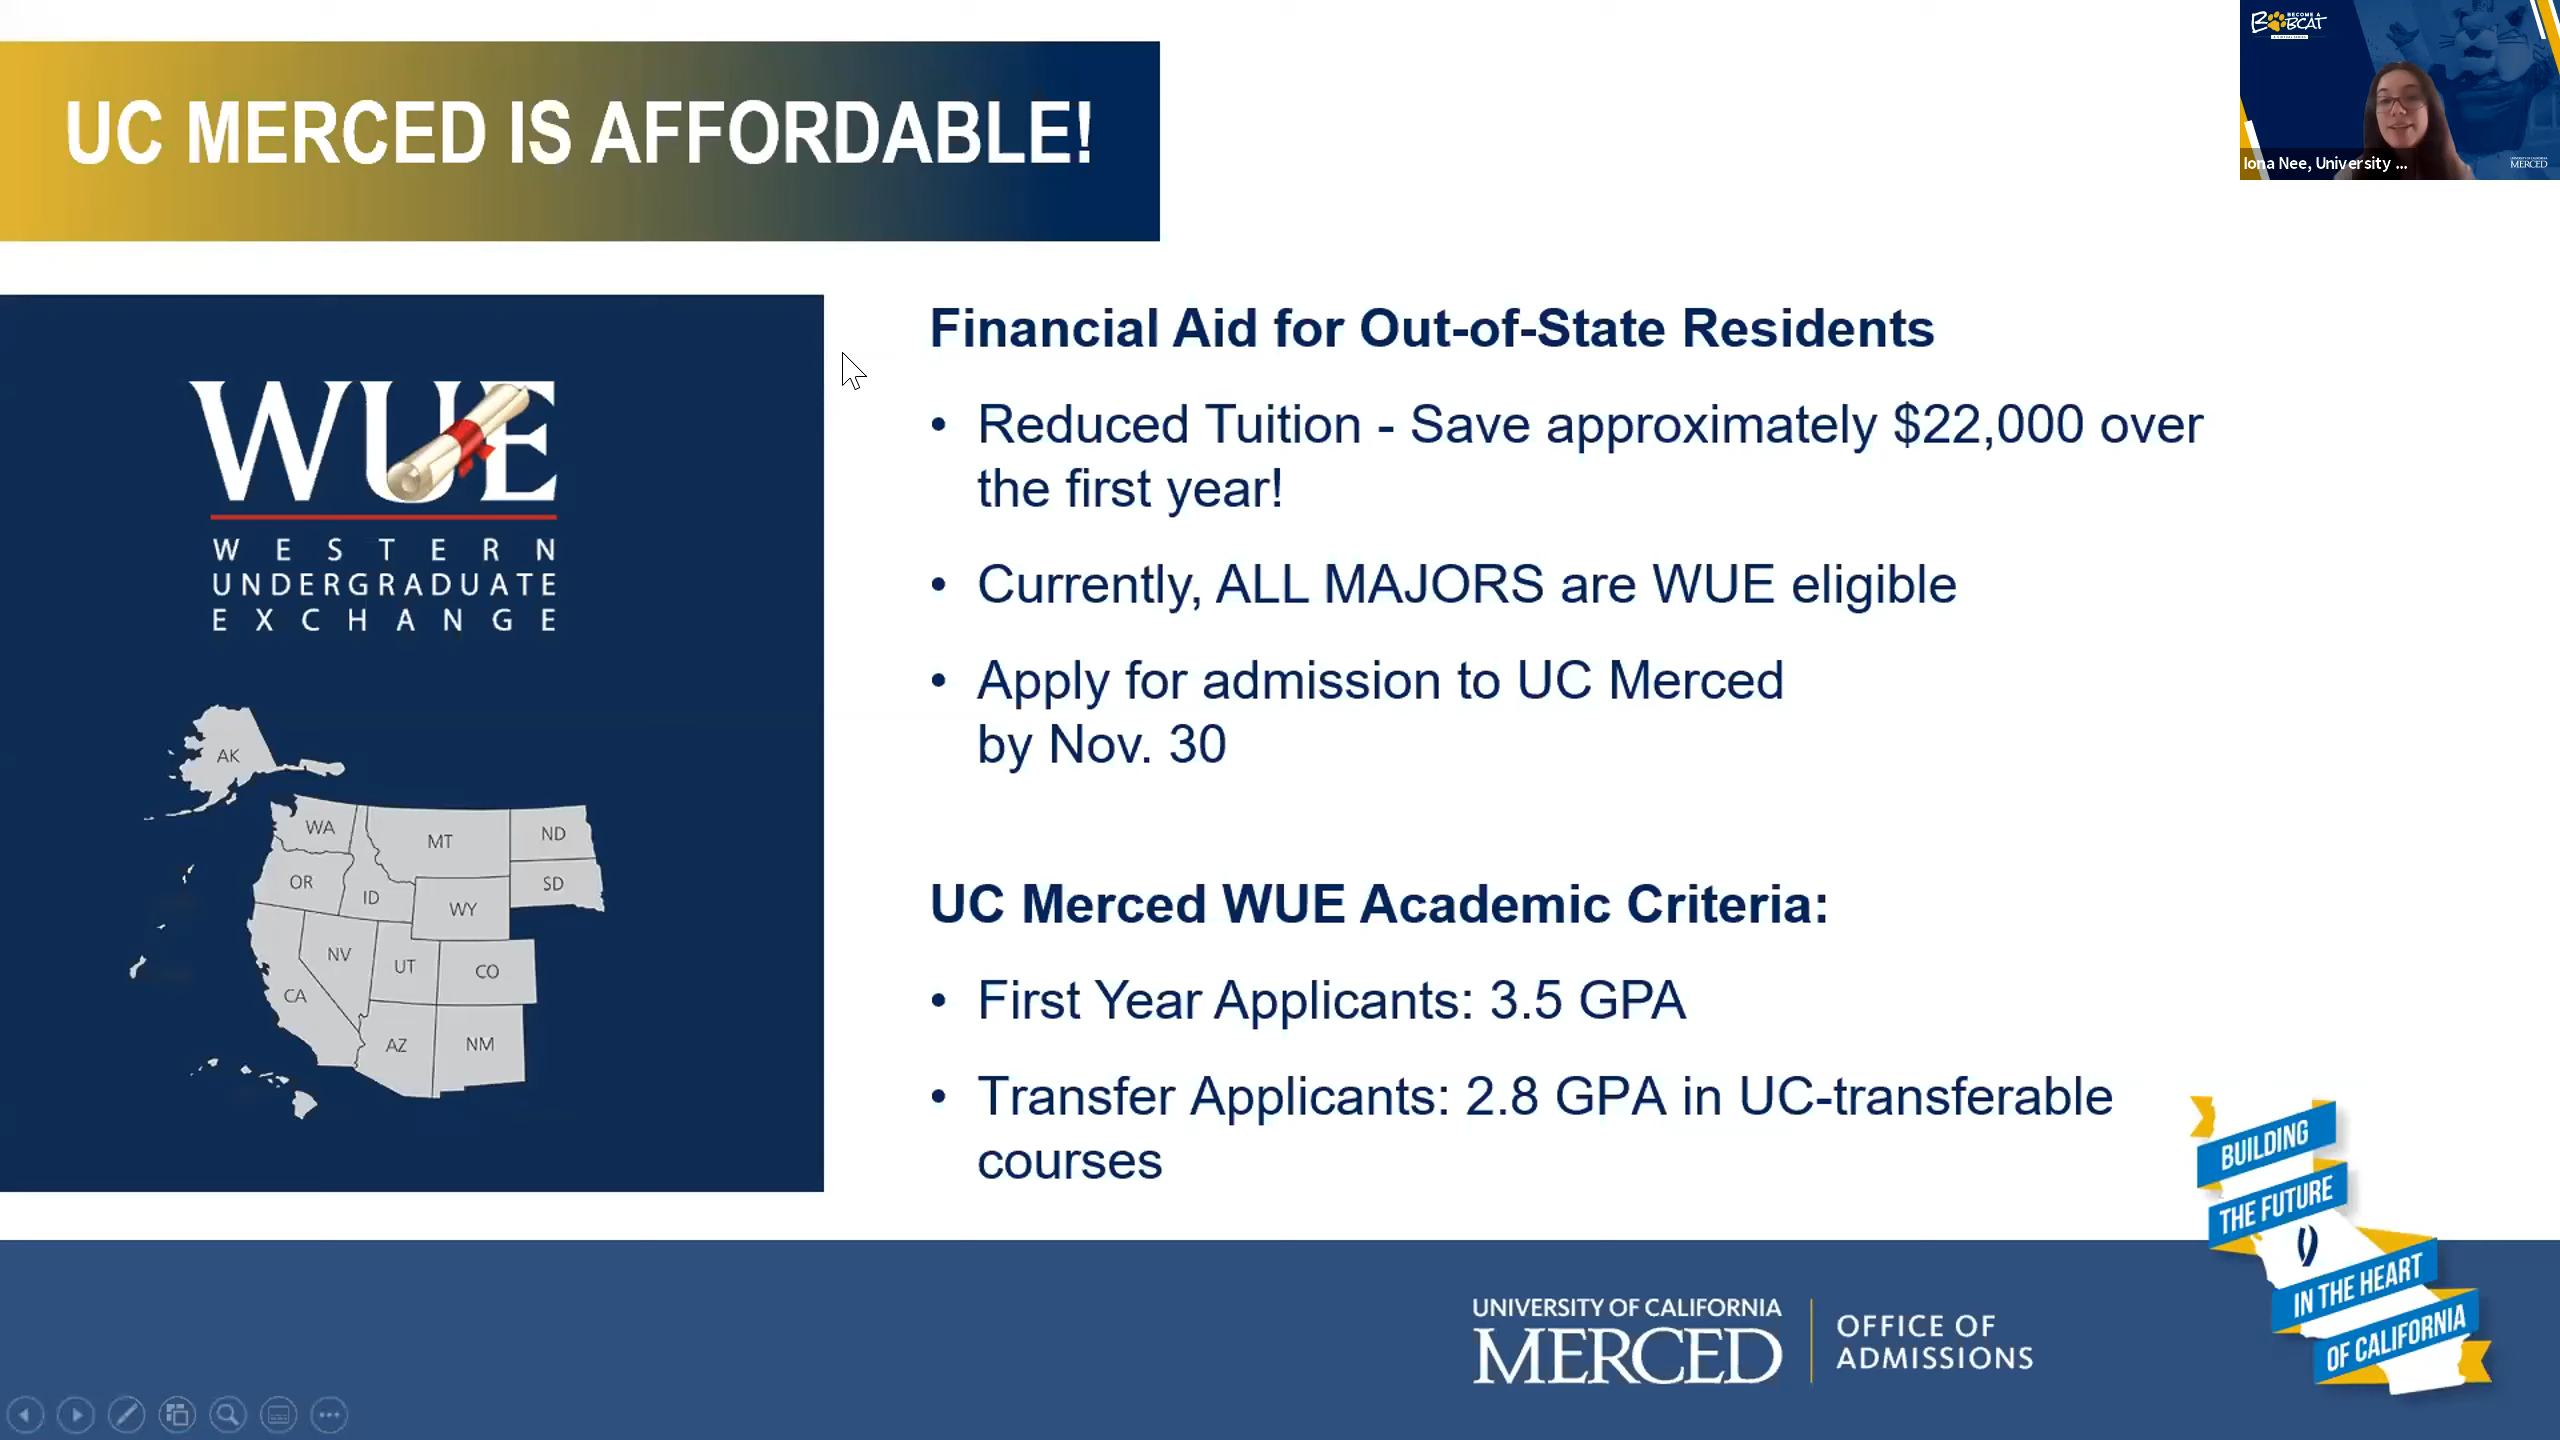 UC MERCED IS AFFORDABLE!
BECOME A
BOBCAT
Iona Nee, University ...
MERCED
WUE
WESTERN
UNDERGRADUATE
EXCHANGE
AK
WA
MT
ND
OR
ID
SD
WY
NV
UT
CO
CA
AZ
NM
Financial Aid for Out-of-State Residents
• Reduced Tuition - Save approximately $22,000 over
the first year!
• Currently, ALL MAJORS are WUE eligible
• Apply for admission to UC Merced
by Nov. 30
UC Merced WUE Academic Criteria:
• First Year Applicants: 3.5 GPA
• Transfer Applicants: 2.8 GPA in UC-transferable
courses
BUILDING
THE FUTURE
IN THE HEART
OF CALIFORNIA
UNIVERSITY OF CALIFORNIA
MERCED
OFFICE OF
ADMISSIONS